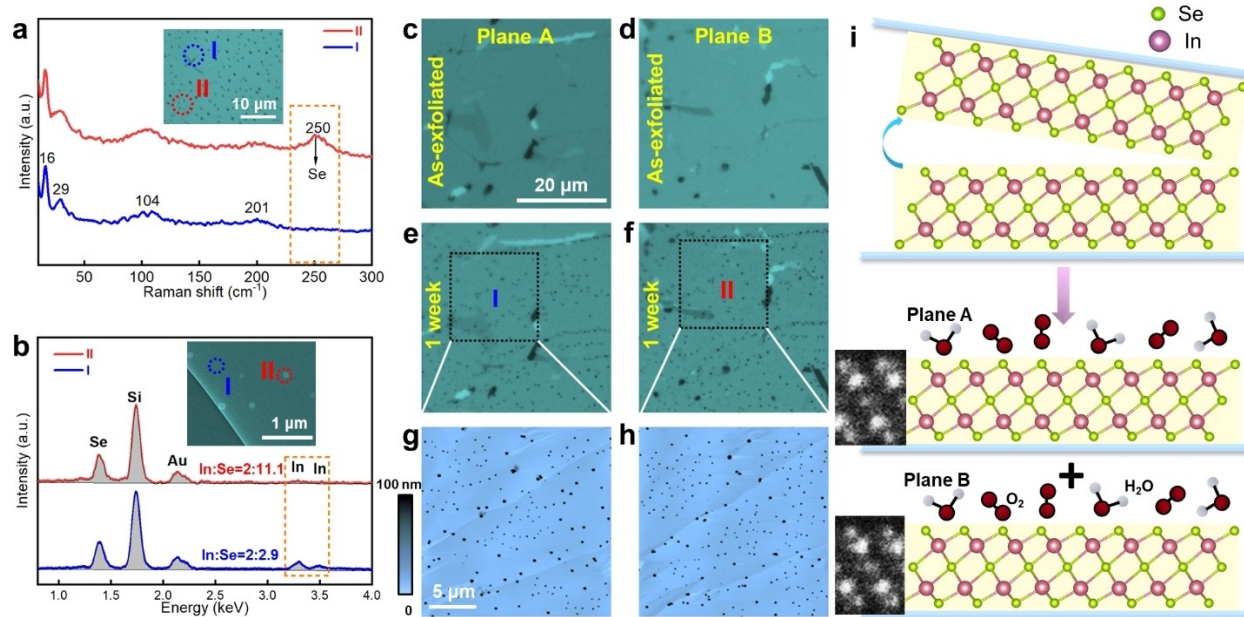 a
II
I
I
II
10 µm
250
Se
16
29
104
201
Intensity (a.u.)
50 100 150 200 250 300
Raman shift (cm⁻¹)
b
II
I
I
II
1 µm
Si
Se
Au
In:Se=2:11.1
In In
In:Se=2:2.9
Intensity (a.u.)
1.0 1.5 2.0 2.5 3.0 3.5 4.0
Energy (keV)
c
Plane A
As-exfoliated
20 µm
d
Plane B
As-exfoliated
e
1 week
I
f
1 week
II
g
100 nm
0
5 µm
h
i
Se
In
Plane A
Plane B
O₂
+
H₂O